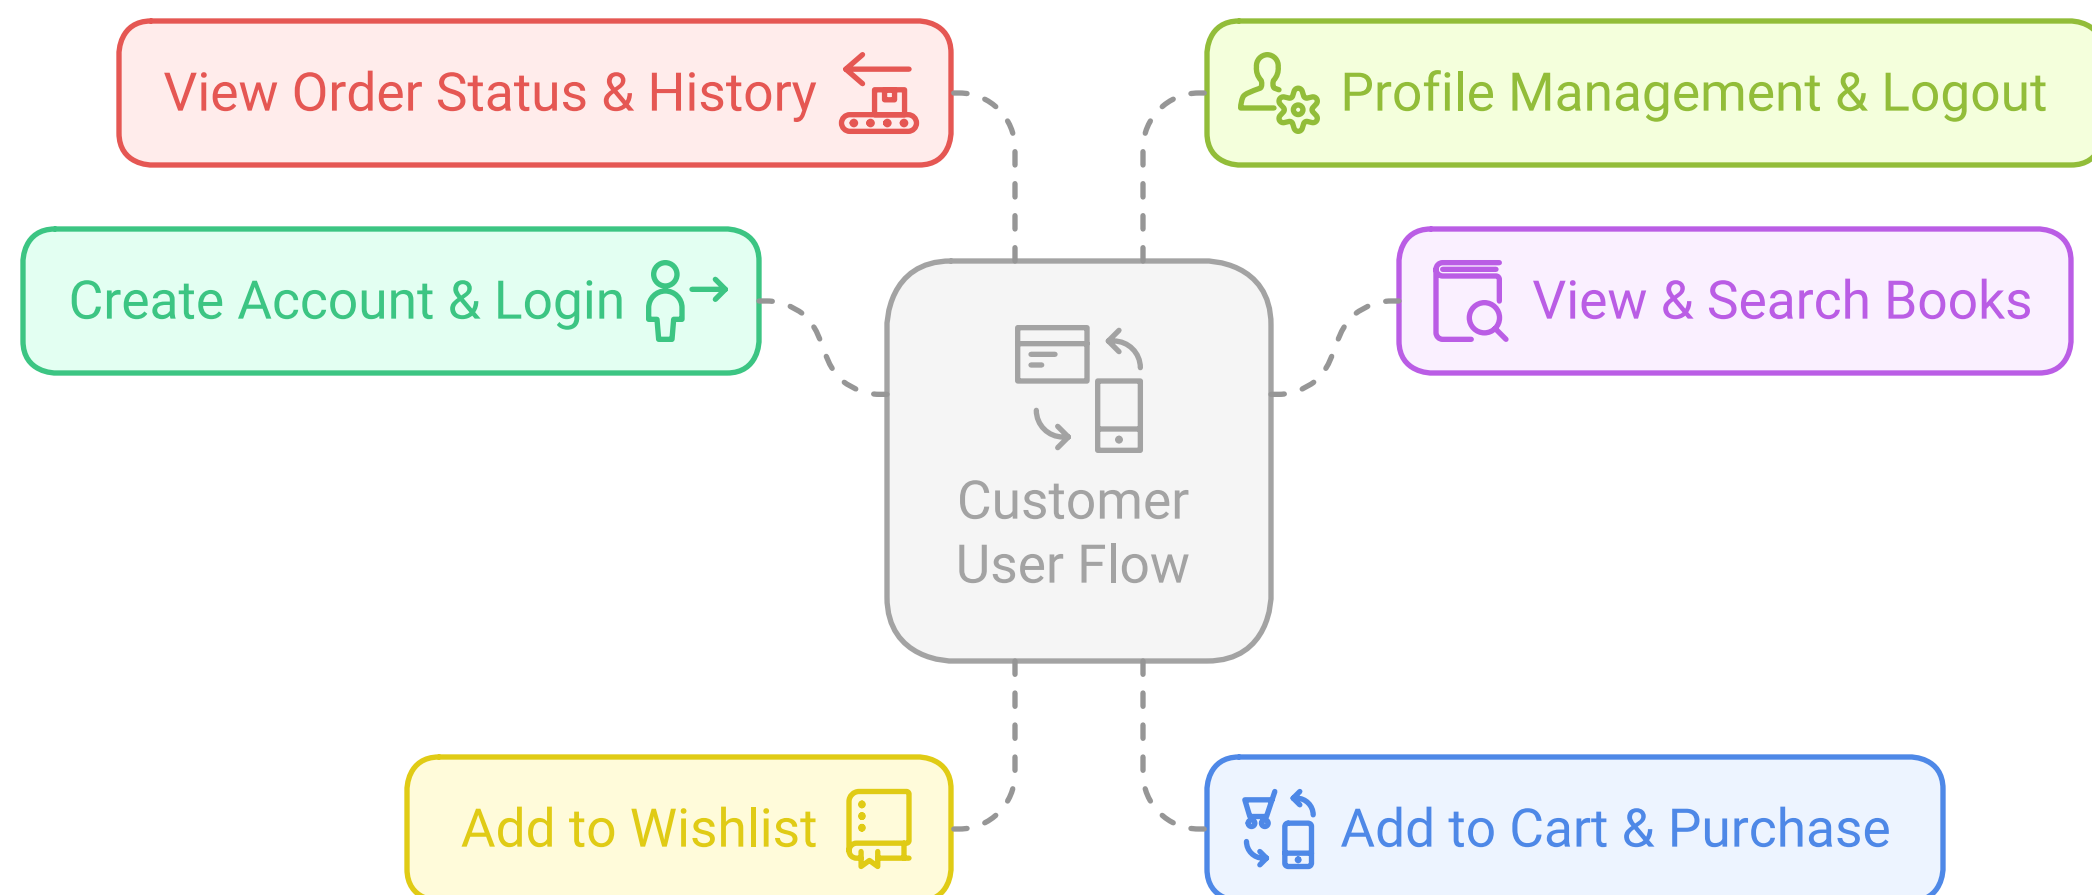 View Order Status & History
Profile Management & Logout
Create Account & Login
View & Search Books
Customer
User Flow
Add to Wishlist
Add to Cart & Purchase